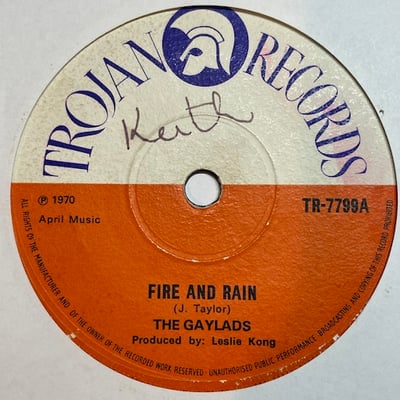 TROJAN RECORDS
Keith
℗ 1970
April Music
TR-7799A
FIRE AND RAIN
(J. Taylor)
THE GAYLADS
Produced by: Leslie Kong
ALL RIGHTS OF THE MANUFACTURER AND OF THE OWNER OF THE RECORDED WORK RESERVED - UNAUTHORISED PUBLIC PERFORMANCE BROADCASTING AND COPYING OF THIS RECORD PROHIBITED